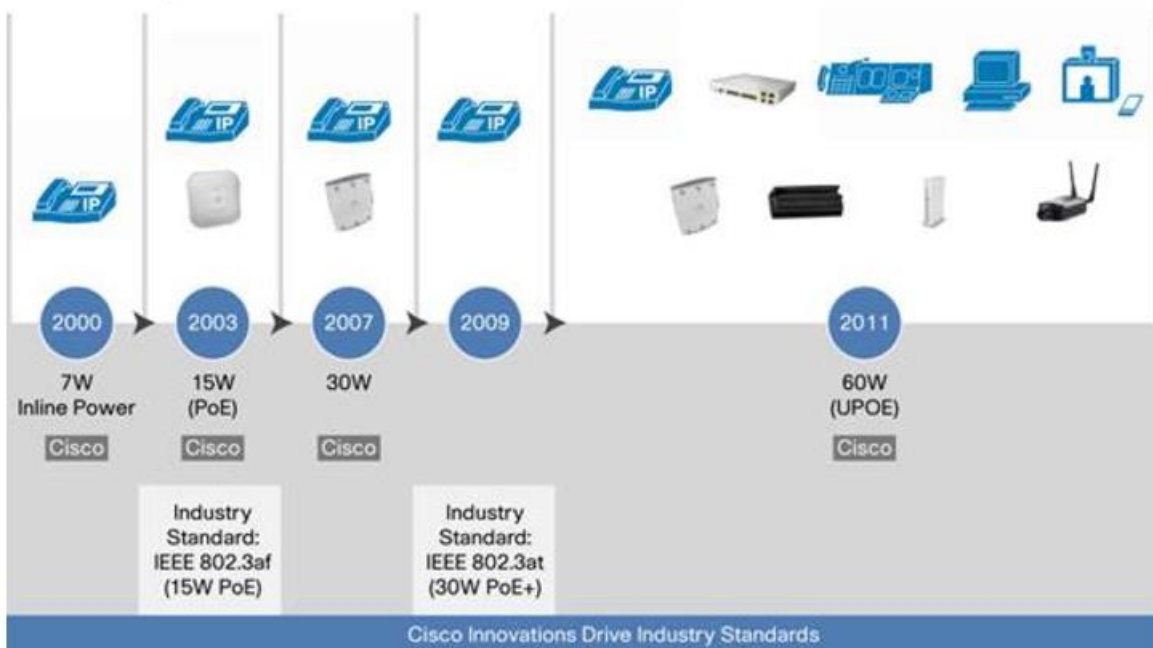 IP
IP
IP
IP
IP
2000
2003
2007
2009
2011
7W
Inline Power
15W
(PoE)
30W
60W
(UPOE)
Cisco
Cisco
Cisco
Cisco
Industry
Standard:
IEEE 802.3af
(15W PoE)
Industry
Standard:
IEEE 802.3at
(30W PoE+)
Cisco Innovations Drive Industry Standards